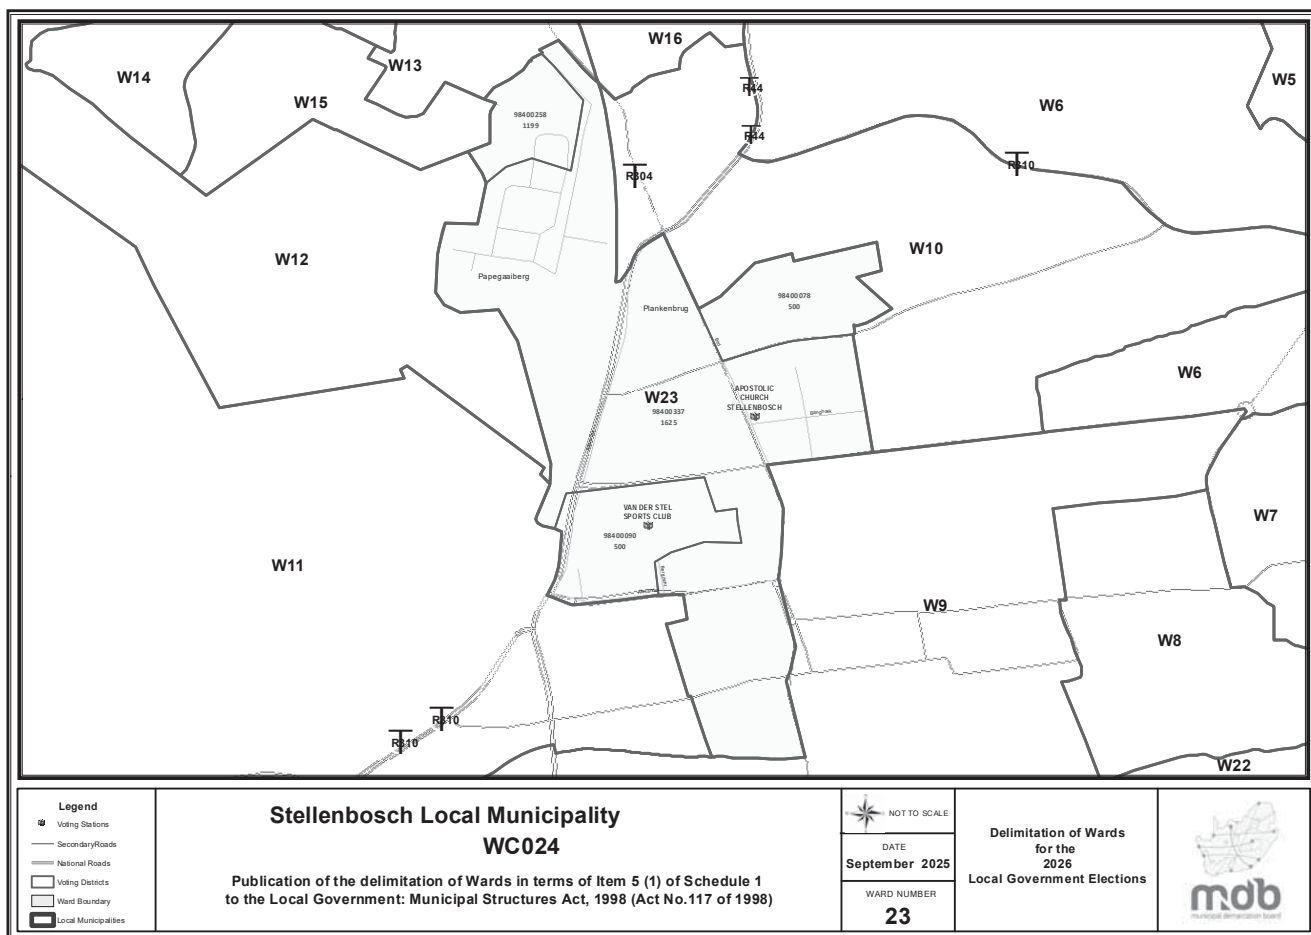 W16
W13
W14
W15
W5
R44
W6
98400258
1199
R44
R310
R304
W10
W12
Papegaaiberg
98400078
500
Plankenbrug
W6
APOSTOLIC
CHURCH
STELLENBOSCH
W23
98400337
1625
VAN DER STEL
SPORTS CLUB
W7
98400090
500
W11
W9
W8
R310
R310
W22
Legend
Voting Stations
SecondaryRoads
National Roads
Voting Districts
Ward Boundary
Local Municipalities
Stellenbosch Local Municipality
WC024
Publication of the delimitation of Wards in terms of Item 5 (1) of Schedule 1
to the Local Government: Municipal Structures Act, 1998 (Act No.117 of 1998)
NOT TO SCALE
DATE
September 2025
WARD NUMBER
23
Delimitation of Wards
for the
2026
Local Government Elections
mdb
municipal demarcation board